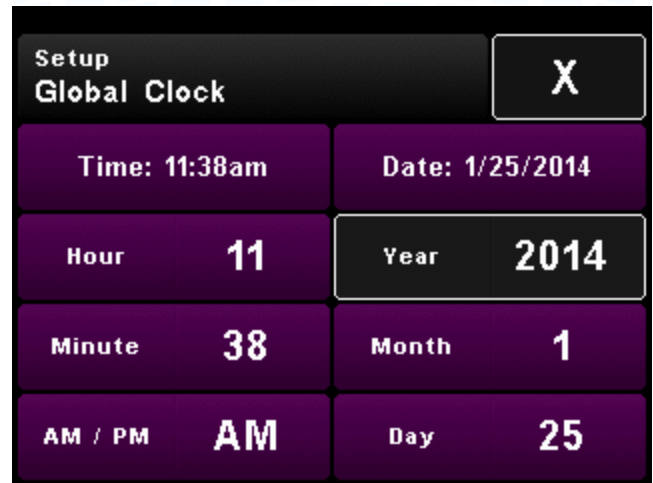 Setup
Global Clock
X
Time: 11:38am
Date: 1/25/2014
Hour 11
Year 2014
Minute 38
Month 1
AM / PM AM
Day 25